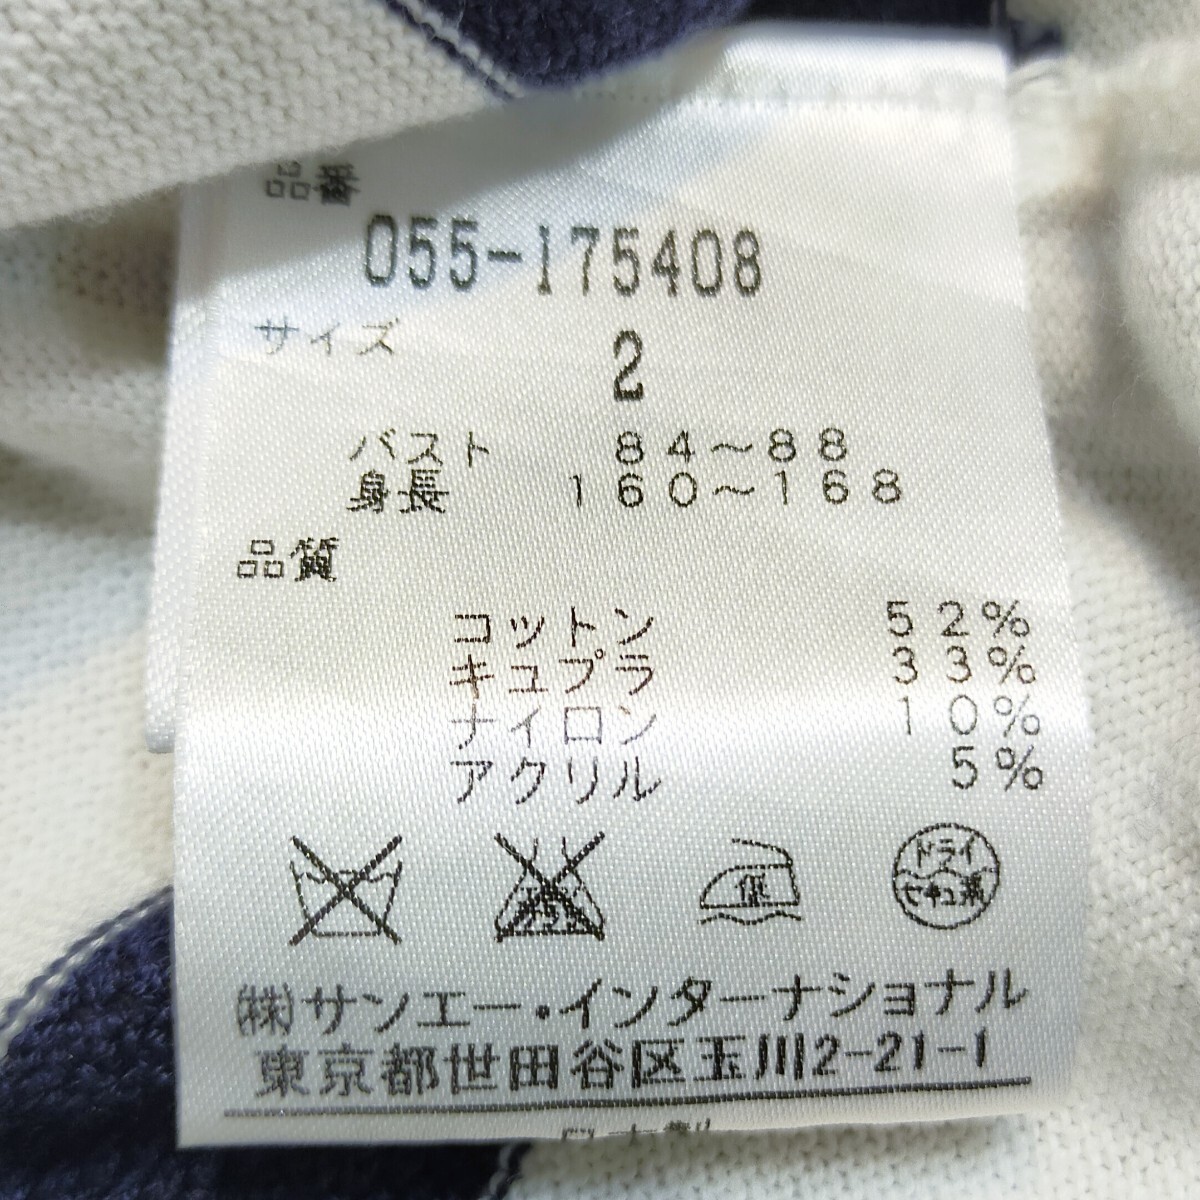 品番
055-175408
サイズ 2
バスト 84～88
身長 160～168
品質
コットン 52%
キュプラ 33%
ナイロン 10%
アクリル 5%
低
ドライ
セキユ系
㈱サンエー・インターナショナル
東京都世田谷区玉川2-21-1